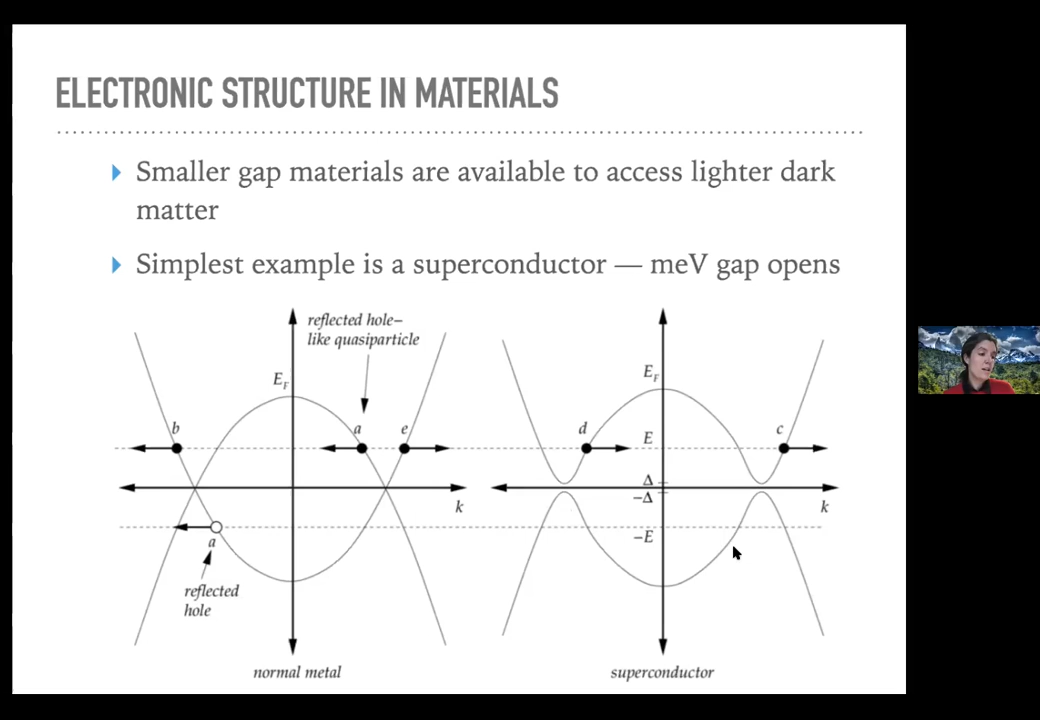 ELECTRONIC STRUCTURE IN MATERIALS
Smaller gap materials are available to access lighter dark
matter
Simplest example is a superconductor — meV gap opens
reflected hole–
like quasiparticle
E_F
b
a
e
k
a
reflected
hole
normal metal
E_F
d
E
c
Δ
−Δ
k
−E
superconductor